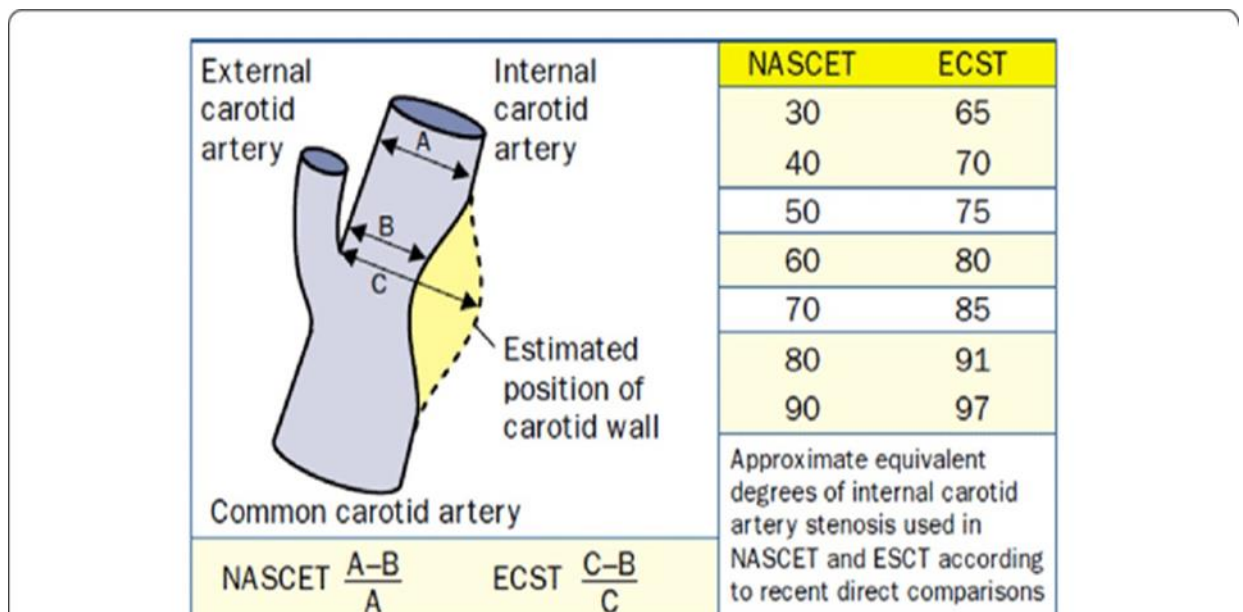 External
carotid
artery
Internal
carotid
artery
A
B
C
Estimated
position of
carotid wall
Common carotid artery
NASCET A–B
A
ECST C–B
C
NASCET ECST
30 65
40 70
50 75
60 80
70 85
80 91
90 97
Approximate equivalent
degrees of internal carotid
artery stenosis used in
NASCET and ESCT according
to recent direct comparisons